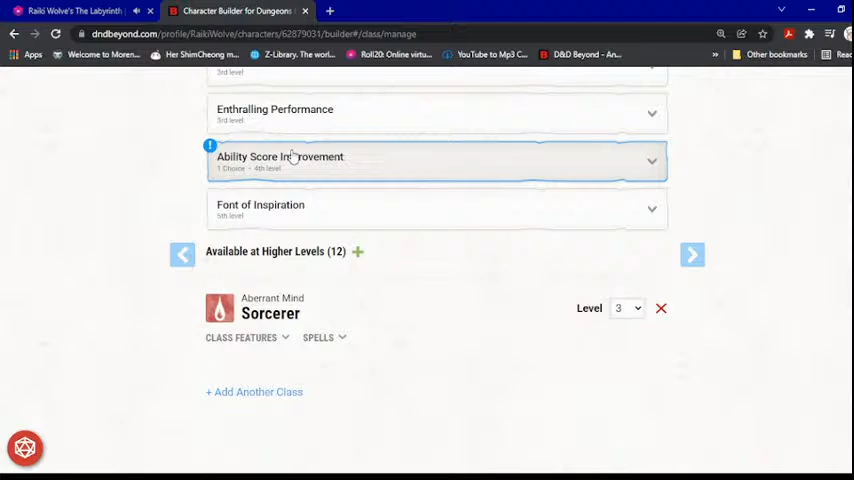 Raiki Wolve's The Labyrinth
Character Builder for Dungeons
dndbeyond.com/profile/RaikiWolve/characters/62879031/builder#/class/manage
Apps
Welcome to Moren...
Her ShimCheong m...
Z-Library. The worl...
Roll20: Online virtu...
YouTube to Mp3 C...
D&D Beyond - An...
»
Other bookmarks
3rd level
Enthralling Performance
3rd level
Ability Score Improvement
1 Choice • 4th level
Font of Inspiration
5th level
Available at Higher Levels (12)
Aberrant Mind
Sorcerer
Level 3
CLASS FEATURES SPELLS
+ Add Another Class